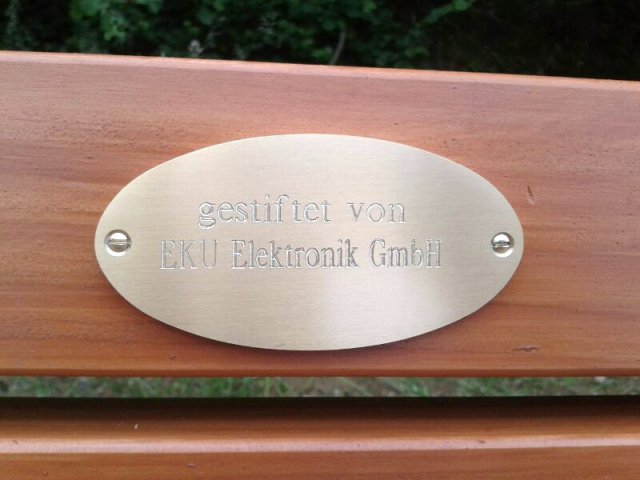 gestiftet von
EKU Elektronik GmbH